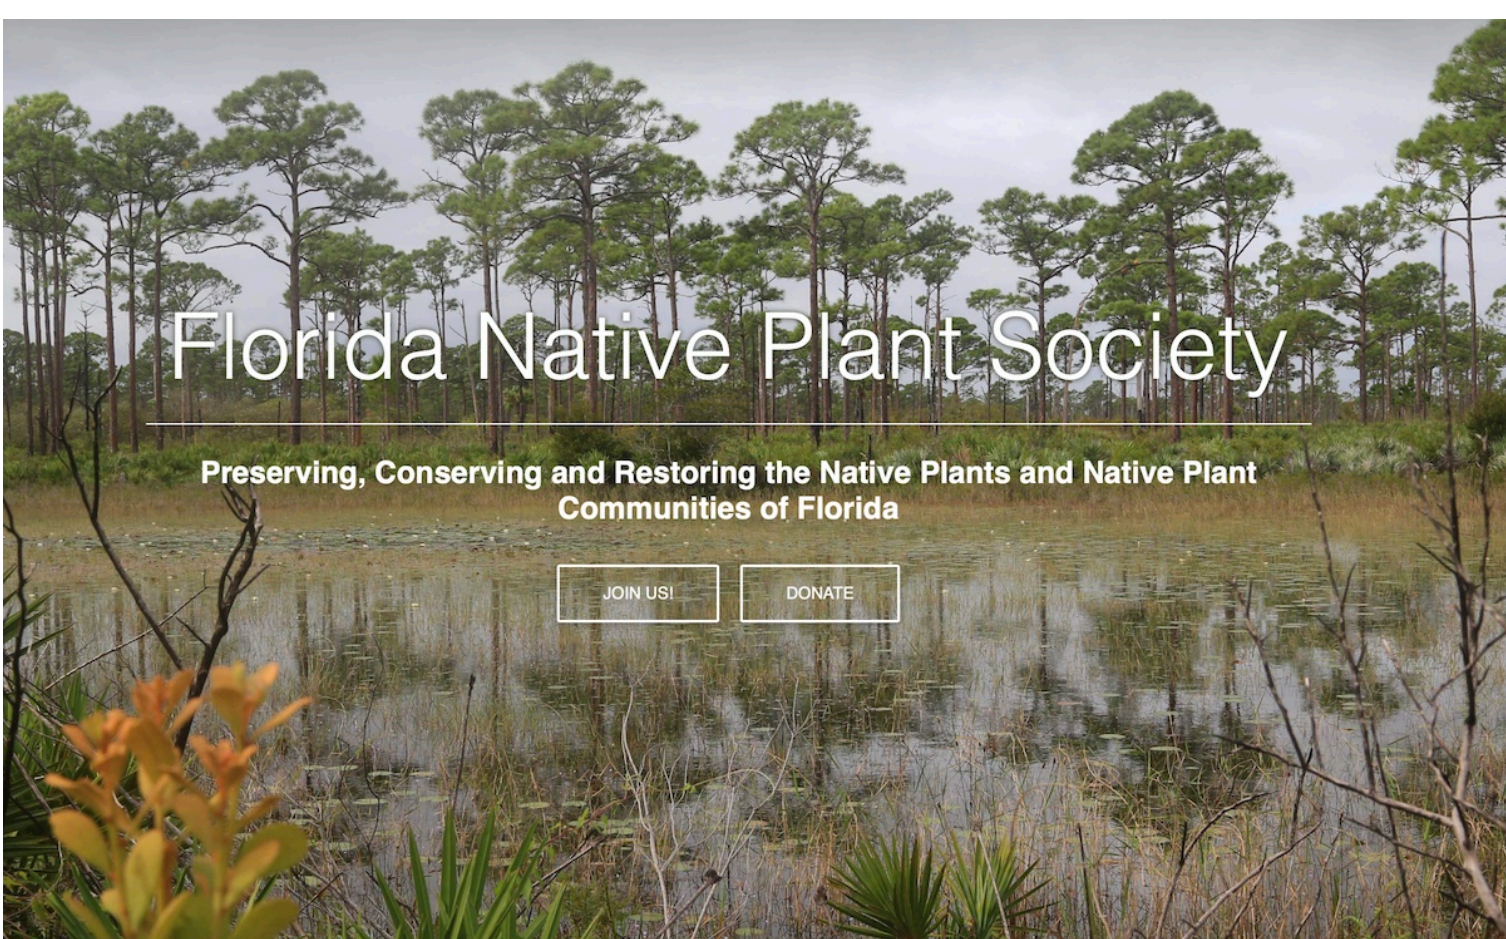 Florida Native Plant Society
Preserving, Conserving and Restoring the Native Plants and Native Plant
Communities of Florida
JOIN US!
DONATE